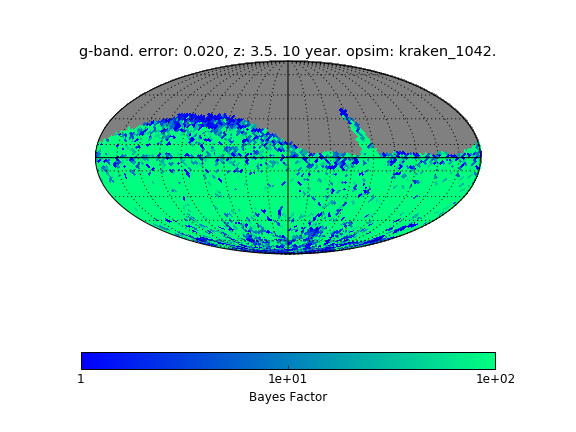 g-band. error: 0.020, z: 3.5. 10 year. opsim: kraken_1042.
1 1e+01 1e+02
Bayes Factor